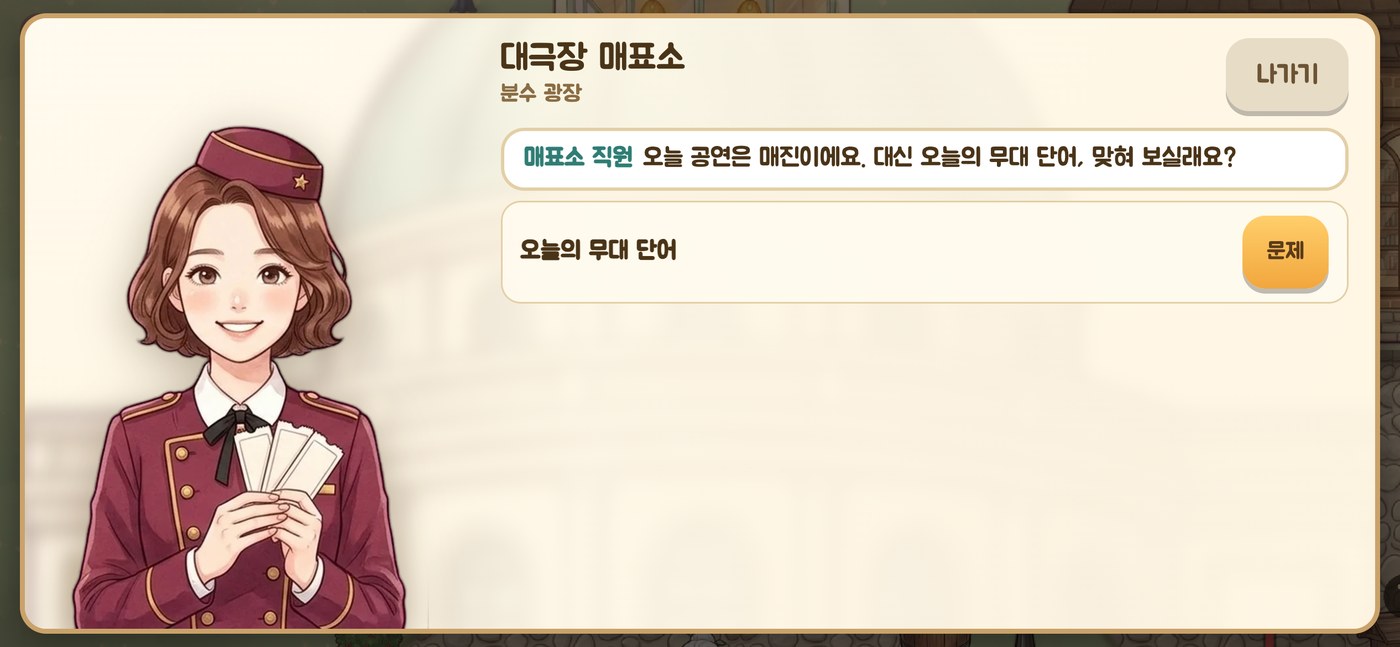 대극장 매표소
분수 광장
나가기
매표소 직원 오늘 공연은 매진이에요. 대신 오늘의 무대 단어, 맞혀 보실래요?
오늘의 무대 단어
문제